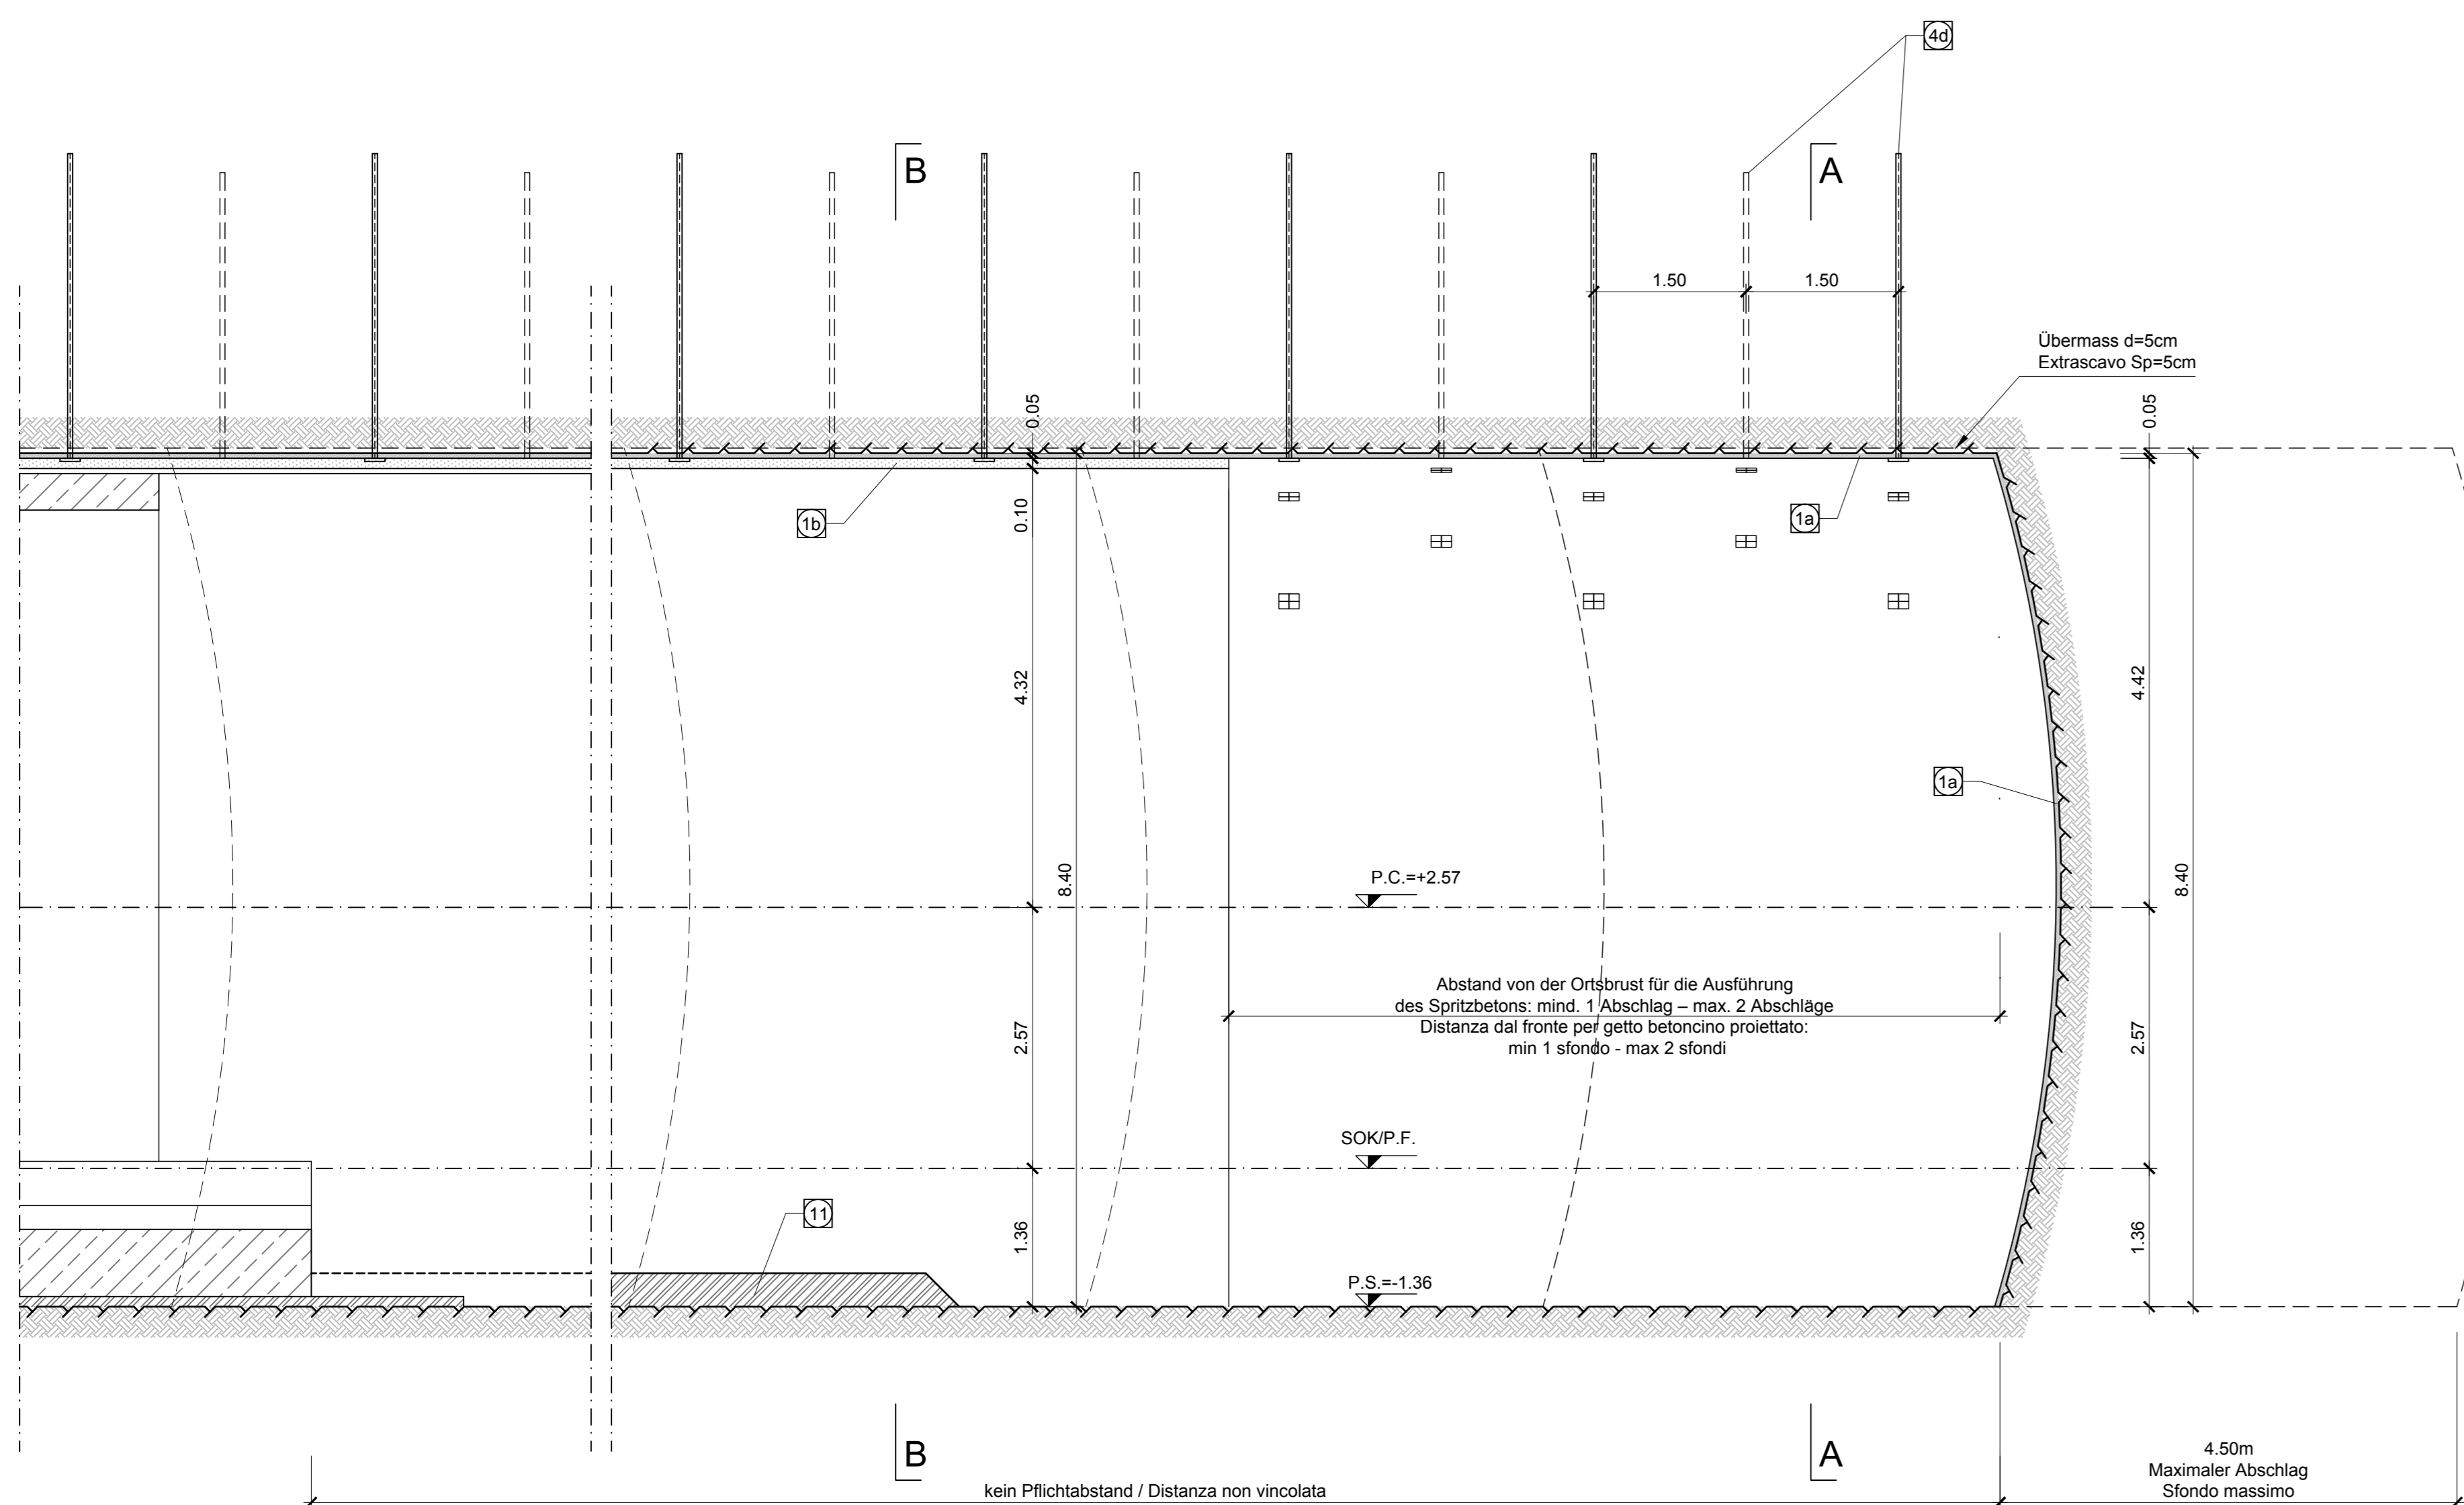 4d
B
A
1.50
1.50
Übermass d=5cm
Extrascavo Sp=5cm
0.05
0.05
1b
0.10
1a
4.32
4.42
1a
8.40
P.C.=+2.57
8.40
Abstand von der Ortsbrust für die Ausführung
des Spritzbetons: mind. 1 Abschlag – max. 2 Abschläge
Distanza dal fronte per getto betoncino proiettato:
min 1 sfondo - max 2 sfondi
2.57
2.57
SOK/P.F.
11
1.36
1.36
P.S.=-1.36
B
A
4.50m
Maximaler Abschlag
Sfondo massimo
kein Pflichtabstand / Distanza non vincolata